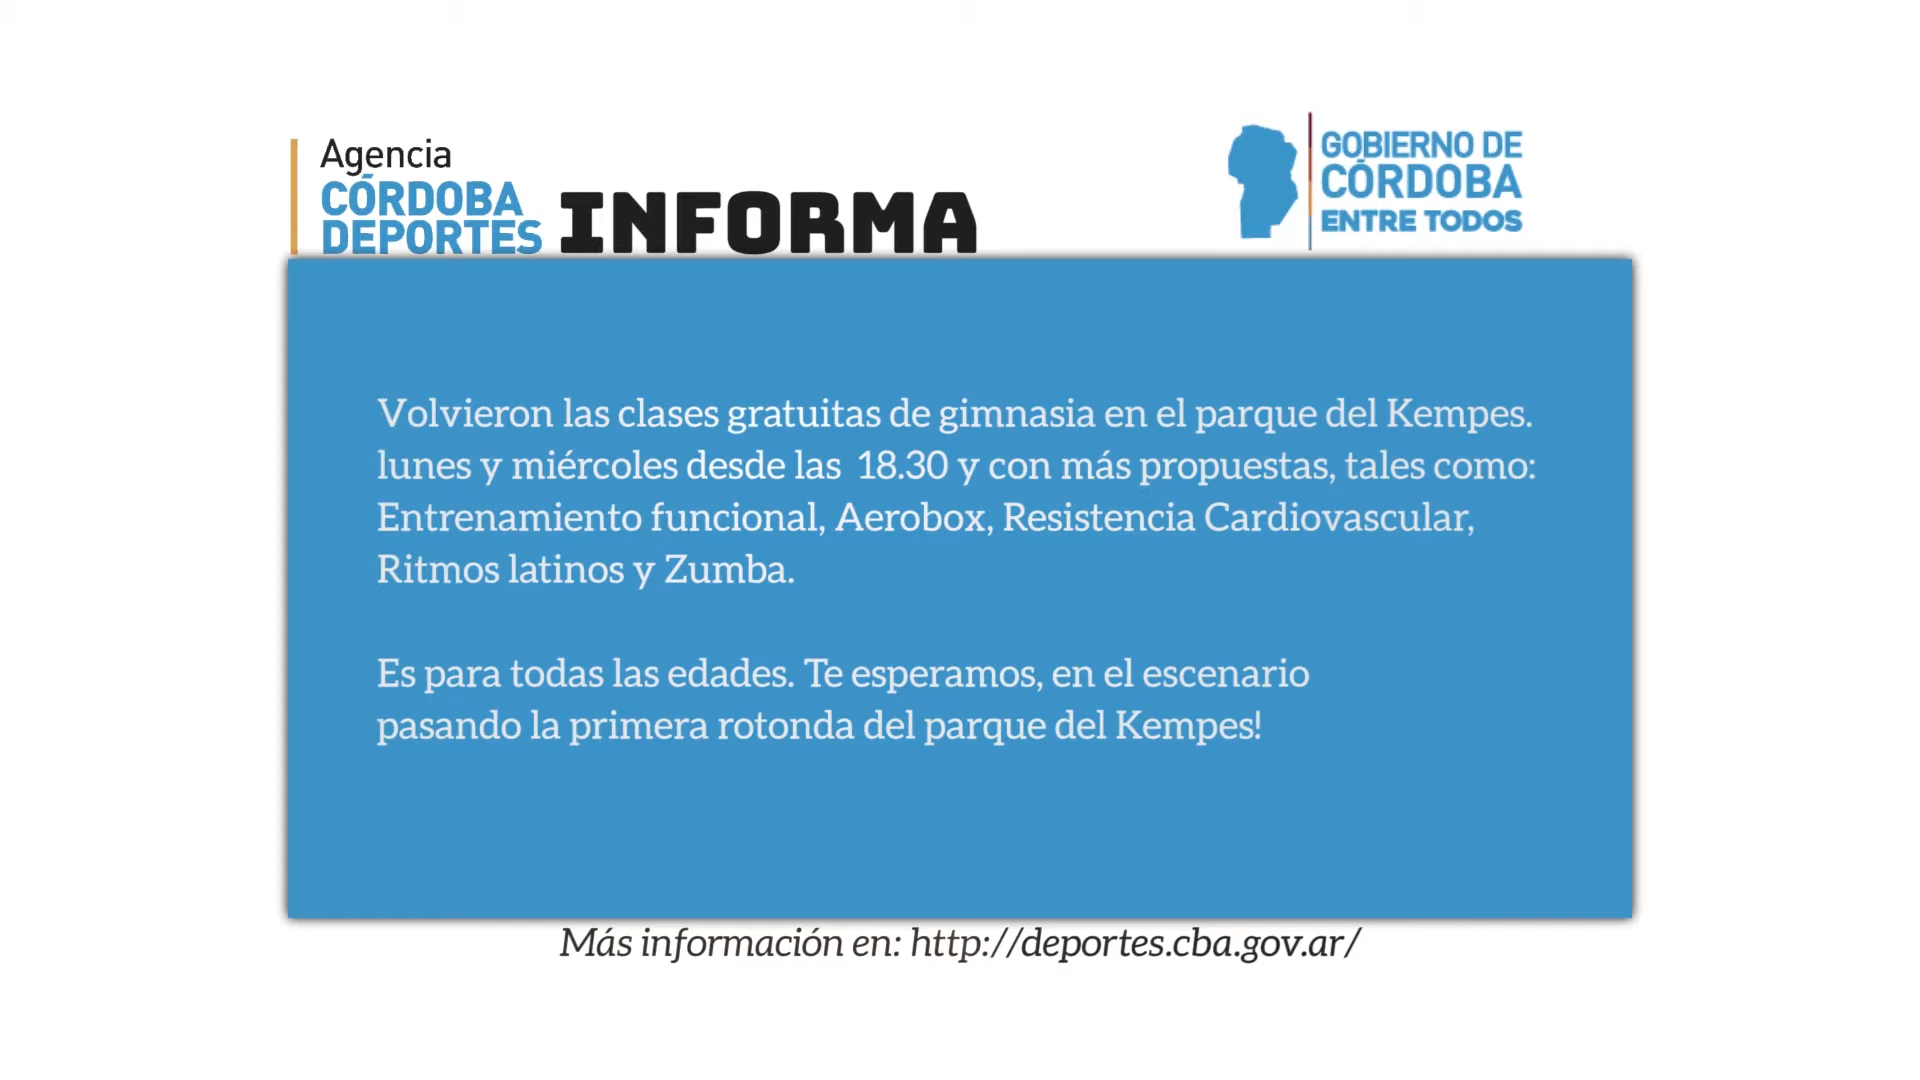 Agencia
CÓRDOBA
DEPORTES INFORMA
GOBIERNO DE
CÓRDOBA
ENTRE TODOS
Volvieron las clases gratuitas de gimnasia en el parque del Kempes.
lunes y miércoles desde las 18.30 y con más propuestas, tales como:
Entrenamiento funcional, Aerobox, Resistencia Cardiovascular,
Ritmos latinos y Zumba.
Es para todas las edades. Te esperamos, en el escenario
pasando la primera rotonda del parque del Kempes!
Más información en: http://deportes.cba.gov.ar/